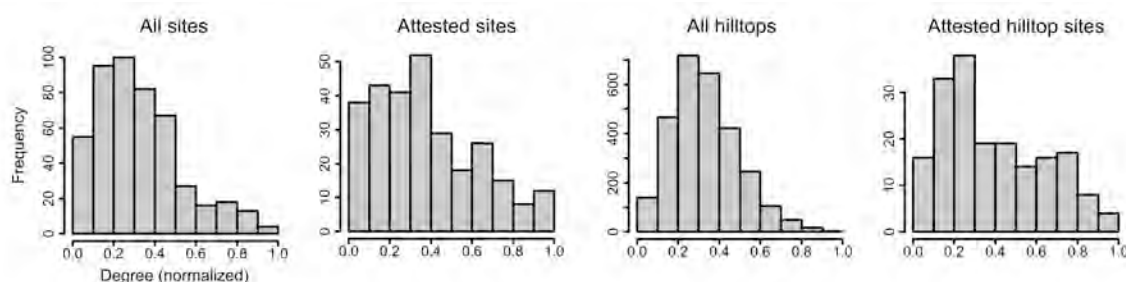 All sites
Attested sites
All hilltops
Attested hilltop sites
Frequency
0 20 40 60 80 100
0.0 0.2 0.4 0.6 0.8 1.0
Degree (normalized)
0 10 20 30 40 50
0.0 0.2 0.4 0.6 0.8 1.0
0 200 400 600
0.0 0.2 0.4 0.6 0.8 1.0
0 10 20 30
0.0 0.2 0.4 0.6 0.8 1.0